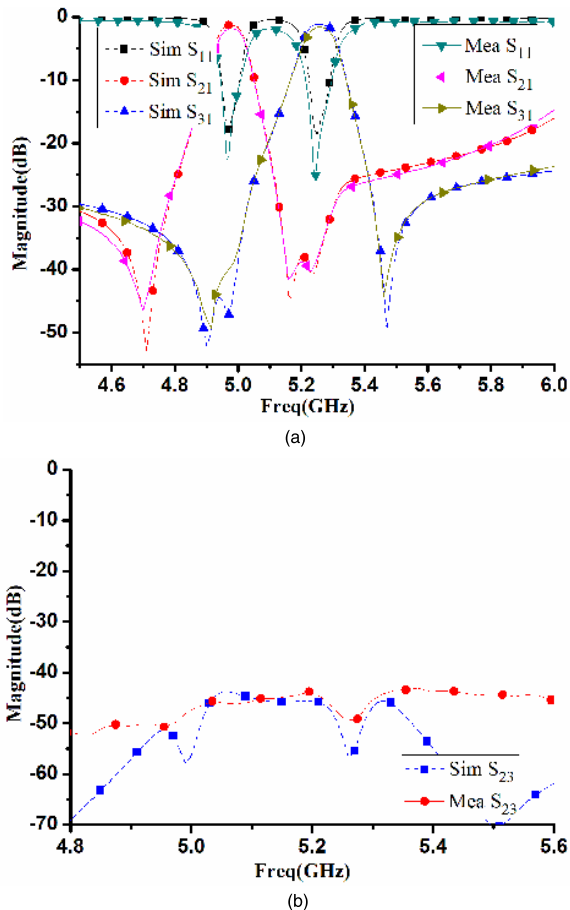 0
-10
-20
-30
-40
-50
Magnitude(dB)
Sim S11
Sim S21
Sim S31
Mea S11
Mea S21
Mea S31
4.6 4.8 5.0 5.2 5.4 5.6 5.8 6.0
Freq(GHz)
(a)
0
-10
-20
-30
-40
-50
-60
-70
Magnitude(dB)
Sim S23
Mea S23
4.8 5.0 5.2 5.4 5.6
Freq(GHz)
(b)